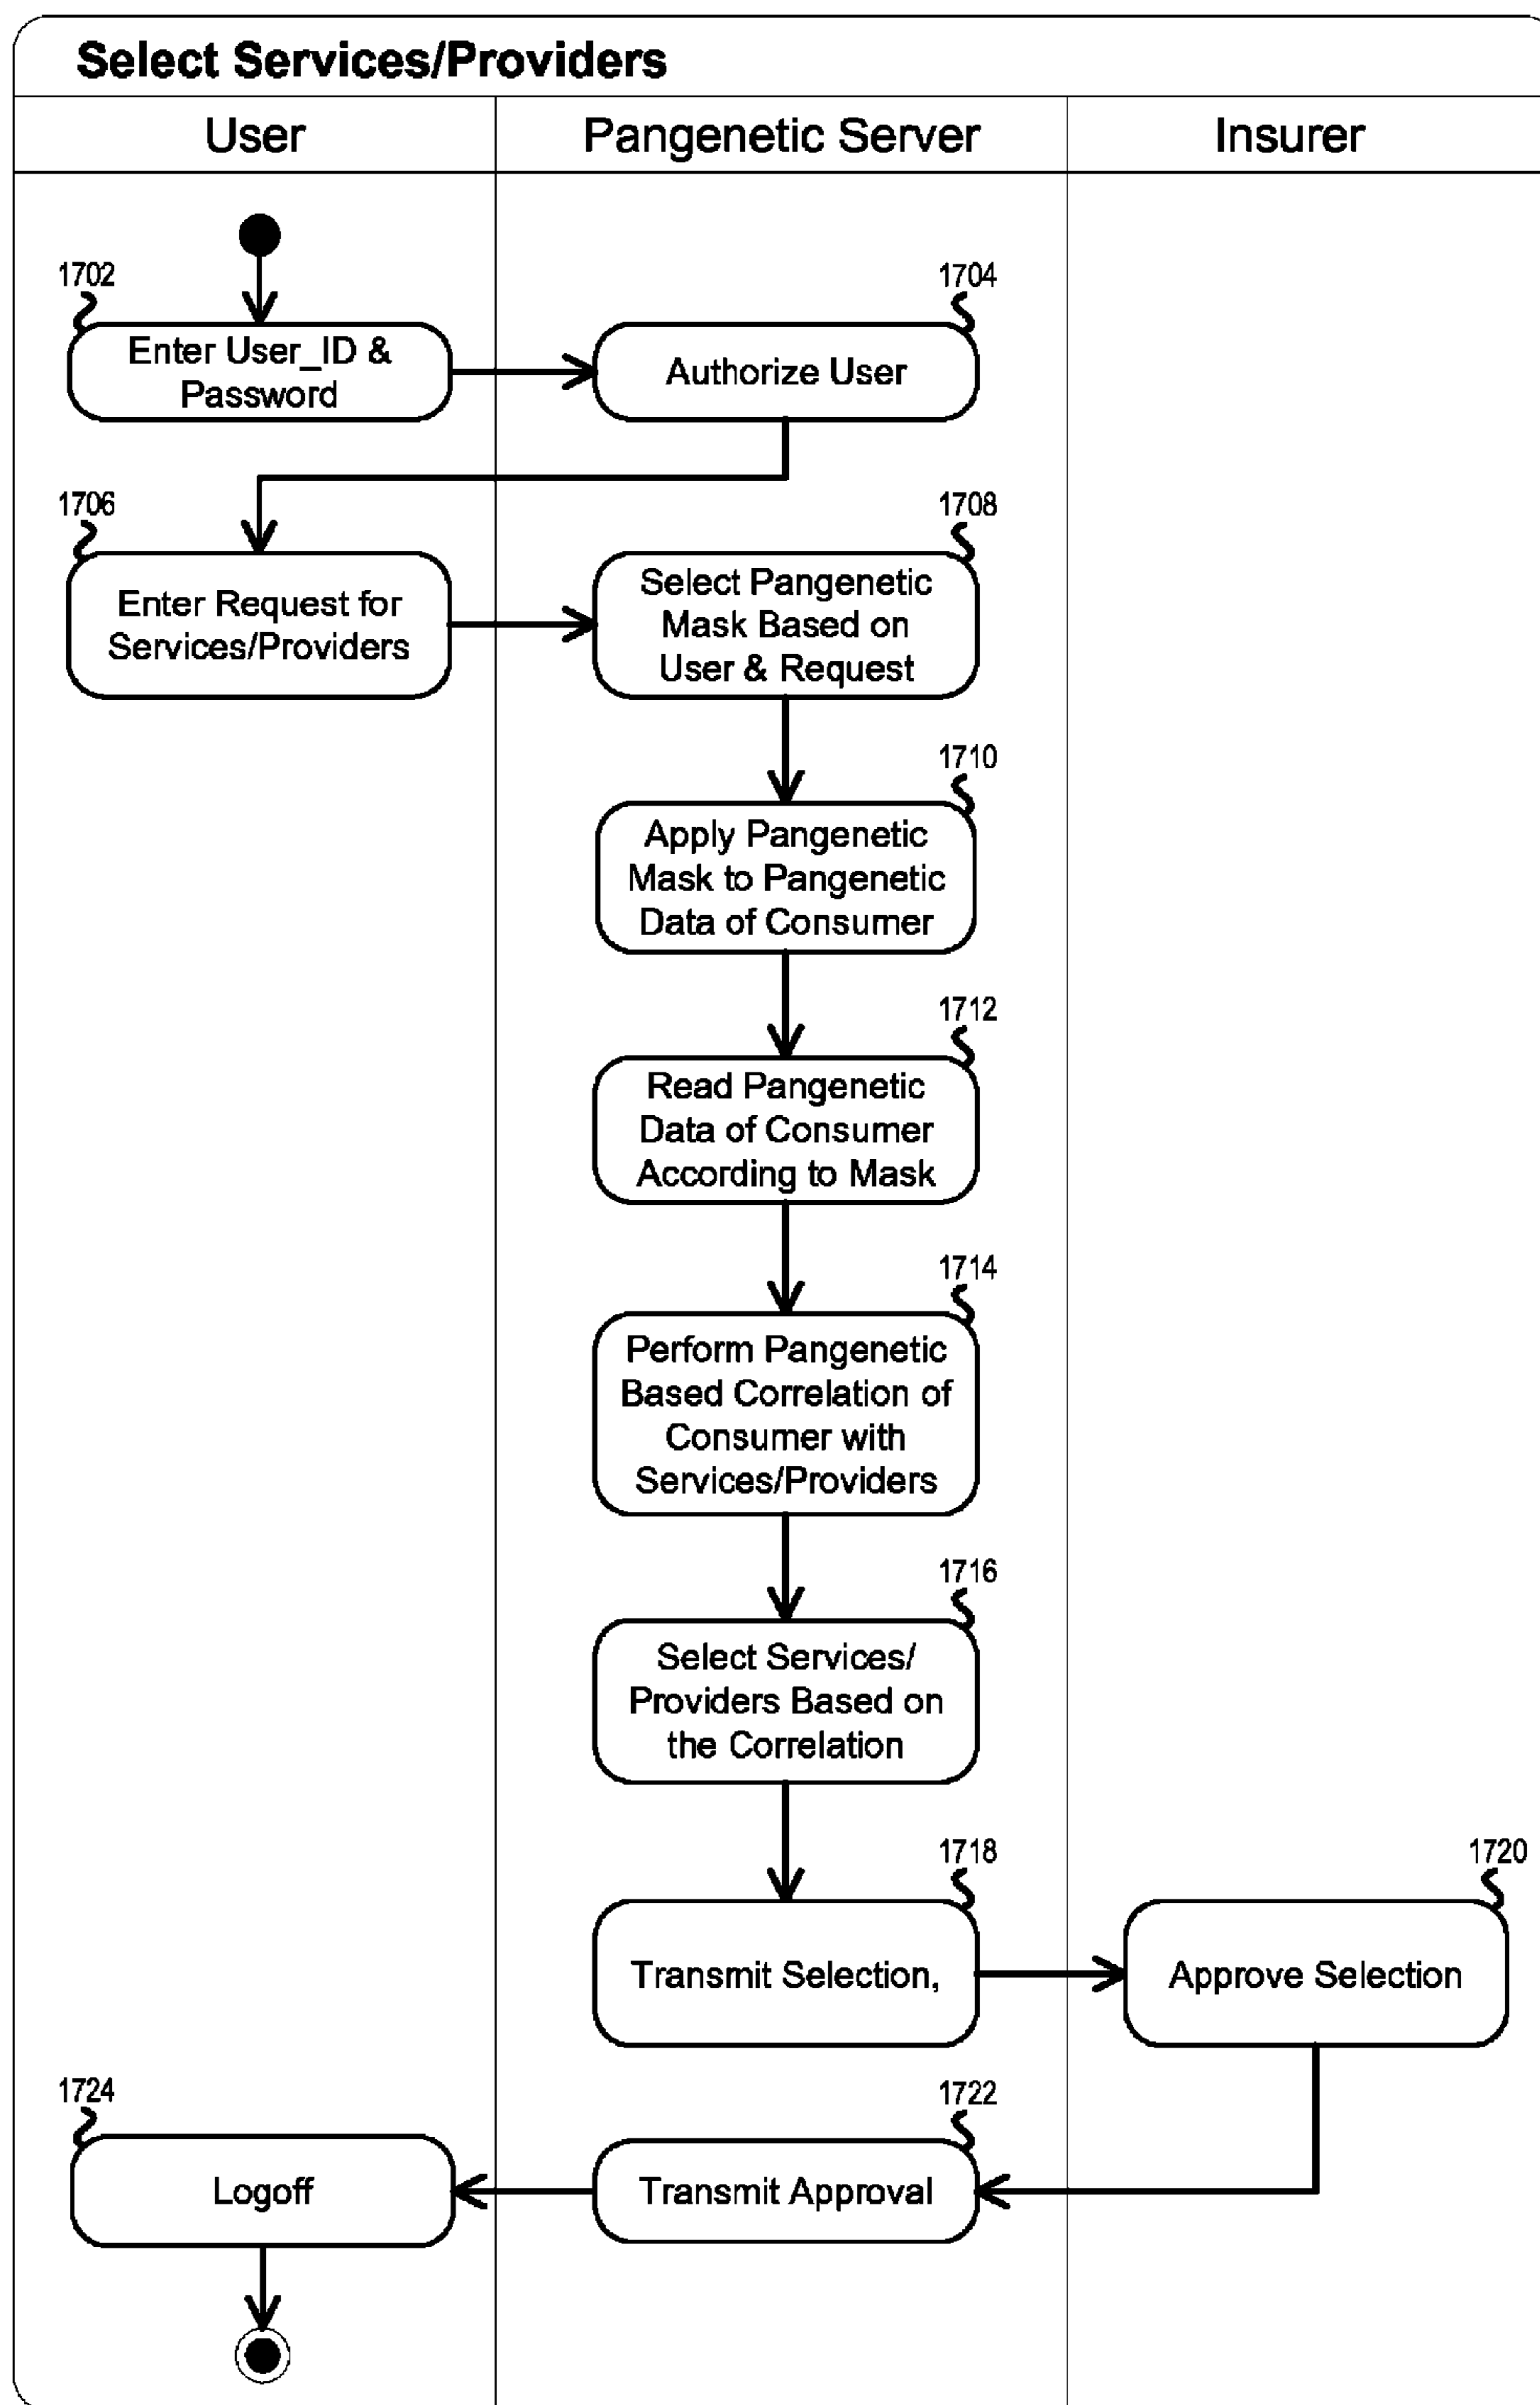 Select Services/Providers
User
Pangenetic Server
Insurer
1702
Enter User_ID &
Password
1704
Authorize User
1706
Enter Request for
Services/Providers
1708
Select Pangenetic
Mask Based on
User & Request
1710
Apply Pangenetic
Mask to Pangenetic
Data of Consumer
1712
Read Pangenetic
Data of Consumer
According to Mask
1714
Perform Pangenetic
Based Correlation of
Consumer with
Services/Providers
1716
Select Services/
Providers Based on
the Correlation
1718
Transmit Selection,
1720
Approve Selection
1722
Transmit Approval
1724
Logoff